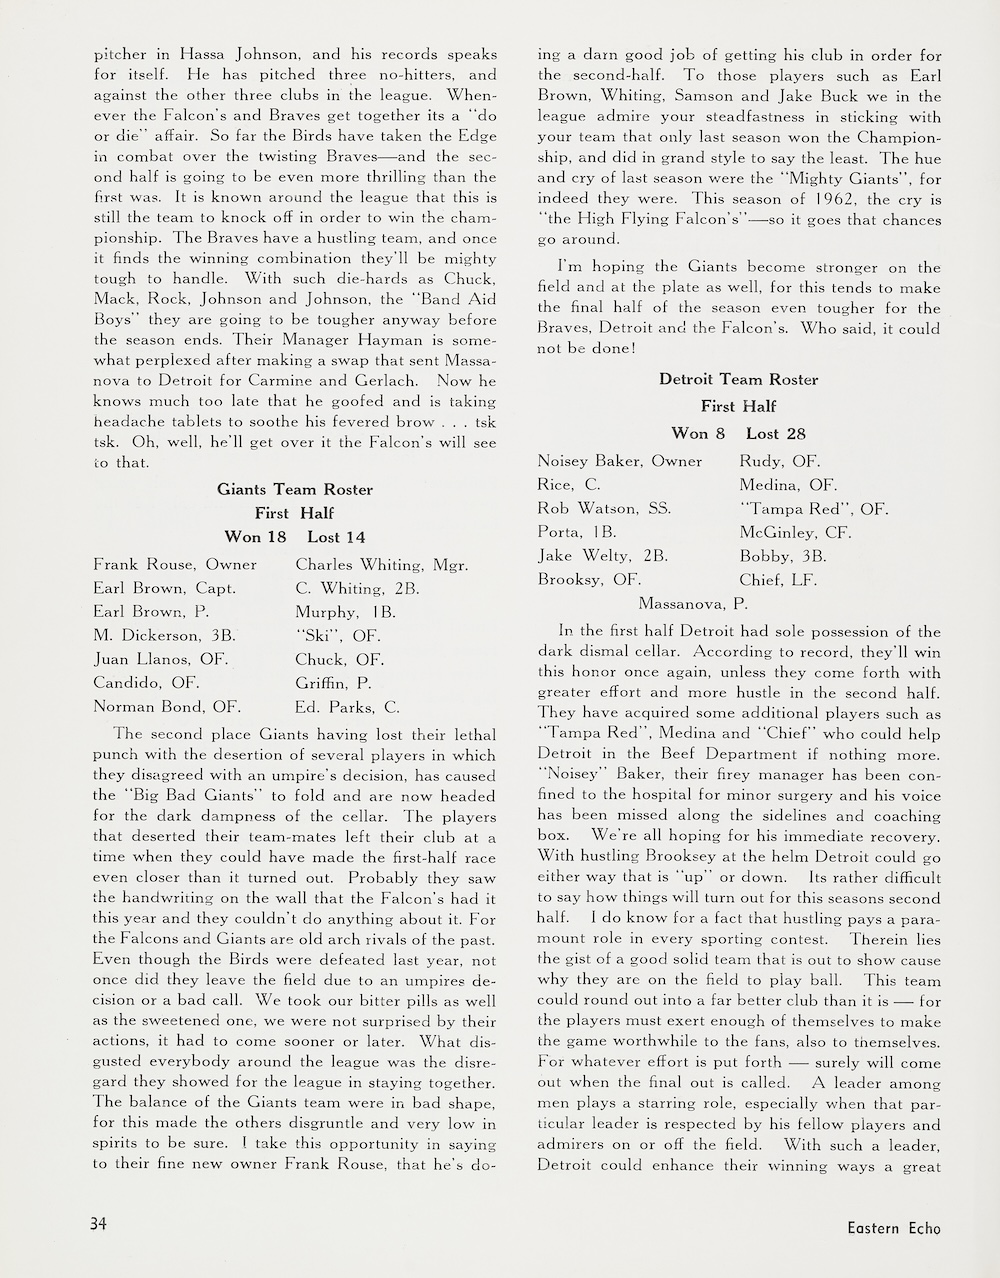 pitcher in Hassa Johnson, and his records speaks
for itself. He has pitched three no-hitters, and
against the other three clubs in the league. When-
ever the Falcon's and Braves get together its a "do
or die" affair. So far the Birds have taken the Edge
in combat over the twisting Braves—and the sec-
ond half is going to be even more thrilling than the
first was. It is known around the league that this is
still the team to knock off in order to win the cham-
pionship. The Braves have a hustling team, and once
it finds the winning combination they'll be mighty
tough to handle. With such die-hards as Chuck,
Mack, Rock, Johnson and Johnson, the "Band Aid
Boys" they are going to be tougher anyway before
the season ends. Their Manager Hayman is some-
what perplexed after making a swap that sent Massa-
nova to Detroit for Carmine and Gerlach. Now he
knows much too late that he goofed and is taking
headache tablets to soothe his fevered brow . . . tsk
tsk. Oh, well, he'll get over it the Falcon's will see
to that.
Giants Team Roster
First Half
Won 18 Lost 14
Frank Rouse, Owner Charles Whiting, Mgr.
Earl Brown, Capt. C. Whiting, 2B.
Earl Brown, P. Murphy, 1B.
M. Dickerson, 3B. "Ski", OF.
Juan Llanos, OF. Chuck, OF.
Candido, OF. Griffin, P.
Norman Bond, OF. Ed. Parks, C.
The second place Giants having lost their lethal
punch with the desertion of several players in which
they disagreed with an umpire's decision, has caused
the "Big Bad Giants" to fold and are now headed
for the dark dampness of the cellar. The players
that deserted their team-mates left their club at a
time when they could have made the first-half race
even closer than it turned out. Probably they saw
the handwriting on the wall that the Falcon's had it
this year and they couldn't do anything about it. For
the Falcons and Giants are old arch rivals of the past.
Even though the Birds were defeated last year, not
once did they leave the field due to an umpires de-
cision or a bad call. We took our bitter pills as well
as the sweetened one, we were not surprised by their
actions, it had to come sooner or later. What dis-
gusted everybody around the league was the disre-
gard they showed for the league in staying together.
The balance of the Giants team were in bad shape,
for this made the others disgruntle and very low in
spirits to be sure. I take this opportunity in saying
to their fine new owner Frank Rouse, that he's do-
ing a darn good job of getting his club in order for
the second-half. To those players such as Earl
Brown, Whiting, Samson and Jake Buck we in the
league admire your steadfastness in sticking with
your team that only last season won the Champion-
ship, and did in grand style to say the least. The hue
and cry of last season were the "Mighty Giants", for
indeed they were. This season of 1962, the cry is
"the High Flying Falcon's"—so it goes that chances
go around.
I'm hoping the Giants become stronger on the
field and at the plate as well, for this tends to make
the final half of the season even tougher for the
Braves, Detroit and the Falcon's. Who said, it could
not be done!
Detroit Team Roster
First Half
Won 8 Lost 28
Noisey Baker, Owner Rudy, OF.
Rice, C. Medina, OF.
Rob Watson, SS. "Tampa Red", OF.
Porta, 1B. McGinley, CF.
Jake Welty, 2B. Bobby, 3B.
Brooksy, OF. Chief, LF.
Massanova, P.
In the first half Detroit had sole possession of the
dark dismal cellar. According to record, they'll win
this honor once again, unless they come forth with
greater effort and more hustle in the second half.
They have acquired some additional players such as
"Tampa Red", Medina and "Chief" who could help
Detroit in the Beef Department if nothing more.
"Noisey" Baker, their firey manager has been con-
fined to the hospital for minor surgery and his voice
has been missed along the sidelines and coaching
box. We're all hoping for his immediate recovery.
With hustling Brooksey at the helm Detroit could go
either way that is "up" or down. Its rather difficult
to say how things will turn out for this seasons second
half. I do know for a fact that hustling pays a para-
mount role in every sporting contest. Therein lies
the gist of a good solid team that is out to show cause
why they are on the field to play ball. This team
could round out into a far better club than it is — for
the players must exert enough of themselves to make
the game worthwhile to the fans, also to themselves.
For whatever effort is put forth — surely will come
out when the final out is called. A leader among
men plays a starring role, especially when that par-
ticular leader is respected by his fellow players and
admirers on or off the field. With such a leader,
Detroit could enhance their winning ways a great
34
Eastern Echo